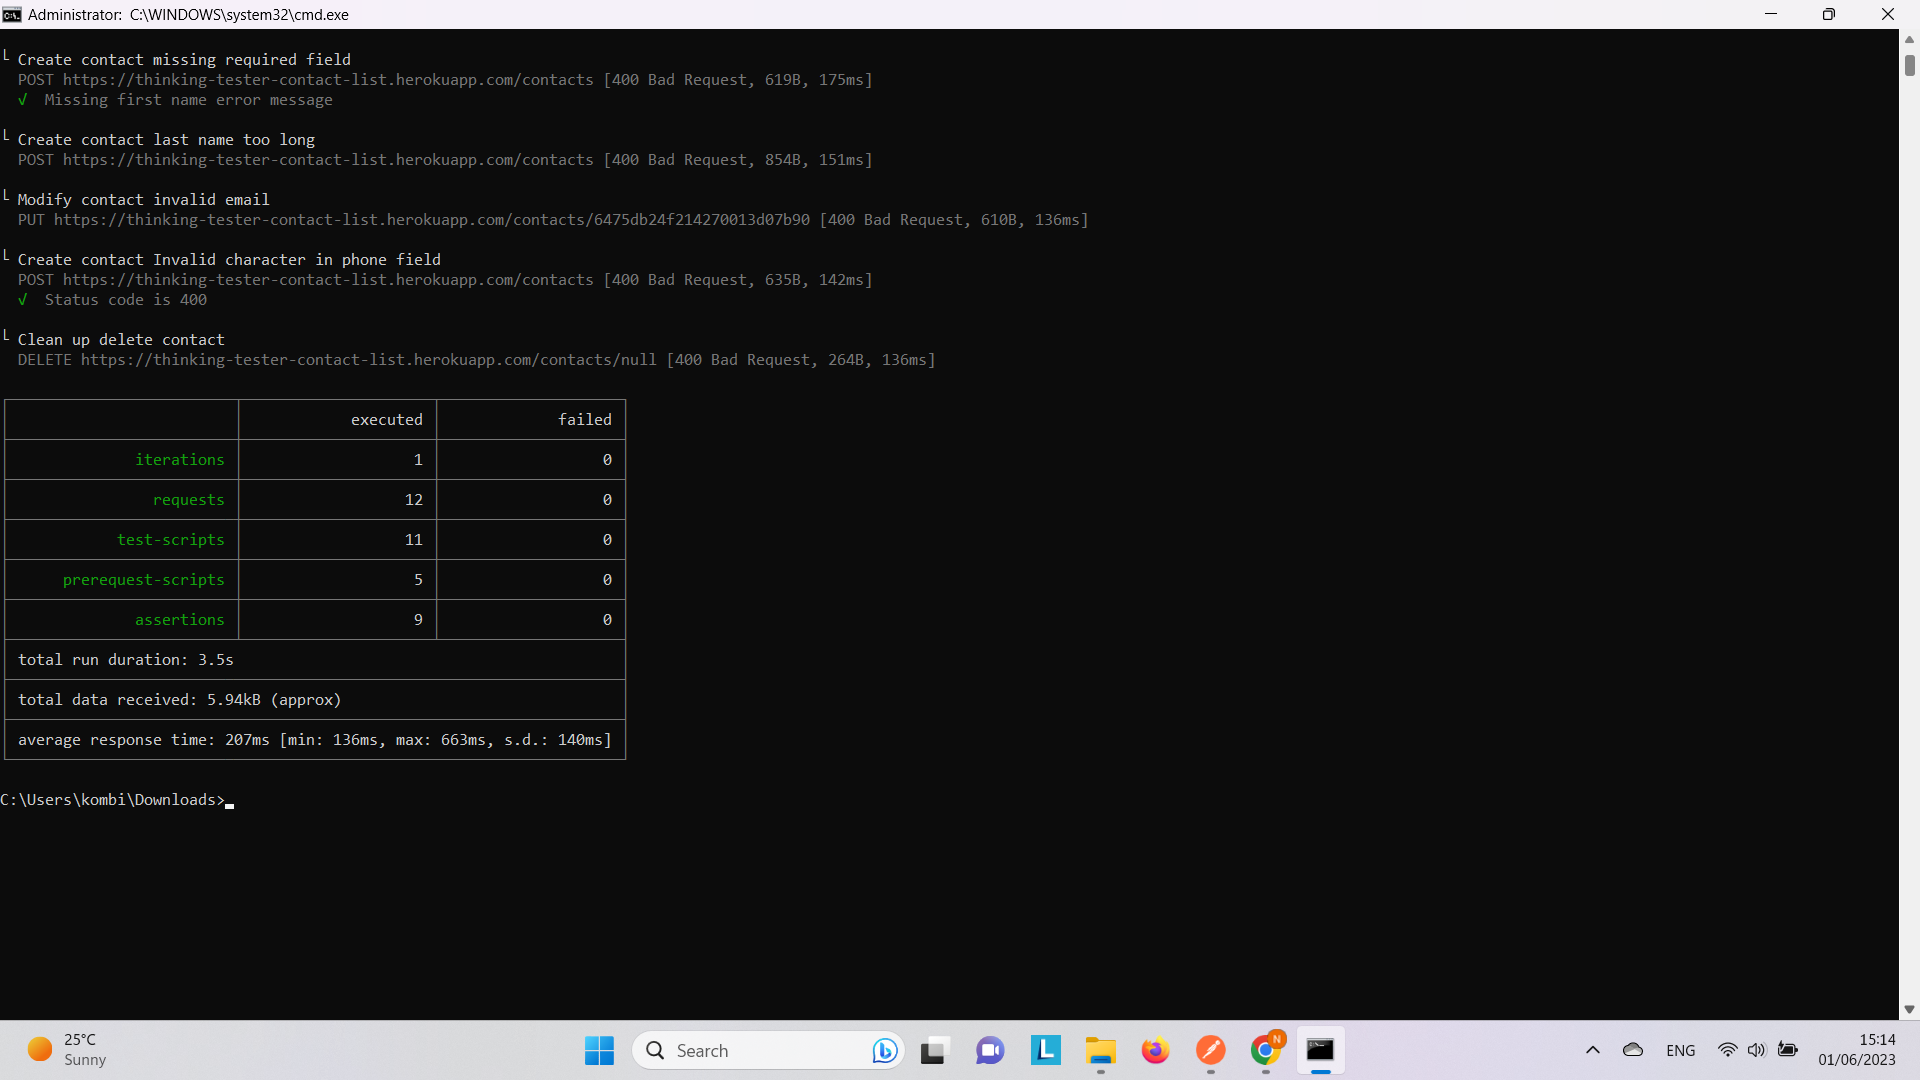 Administrator: C:\WINDOWS\system32\cmd.exe
└ Create contact missing required field
POST https://thinking-tester-contact-list.herokuapp.com/contacts [400 Bad Request, 619B, 175ms]
√ Missing first name error message
└ Create contact last name too long
POST https://thinking-tester-contact-list.herokuapp.com/contacts [400 Bad Request, 854B, 151ms]
└ Modify contact invalid email
PUT https://thinking-tester-contact-list.herokuapp.com/contacts/6475db24f214270013d07b90 [400 Bad Request, 610B, 136ms]
└ Create contact Invalid character in phone field
POST https://thinking-tester-contact-list.herokuapp.com/contacts [400 Bad Request, 635B, 142ms]
√ Status code is 400
└ Clean up delete contact
DELETE https://thinking-tester-contact-list.herokuapp.com/contacts/null [400 Bad Request, 264B, 136ms]
executed failed
iterations 1 0
requests 12 0
test-scripts 11 0
prerequest-scripts 5 0
assertions 9 0
total run duration: 3.5s
total data received: 5.94kB (approx)
average response time: 207ms [min: 136ms, max: 663ms, s.d.: 140ms]
C:\Users\kombi\Downloads>
25°C
Sunny
Search
L
N
ENG
15:14
01/06/2023